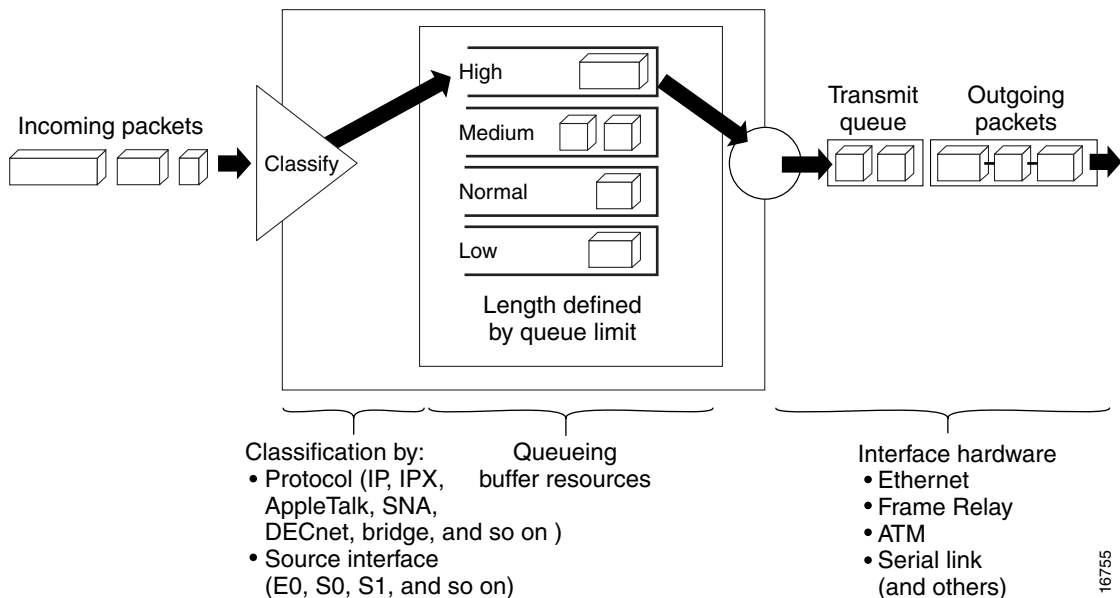 Incoming packets
Classify
High
Medium
Normal
Low
Length defined
by queue limit
Transmit
queue
Outgoing
packets
Classification by:
• Protocol (IP, IPX,
AppleTalk, SNA,
DECnet, bridge, and so on )
• Source interface
(E0, S0, S1, and so on)
Queueing
buffer resources
Interface hardware
• Ethernet
• Frame Relay
• ATM
• Serial link
(and others)
16755